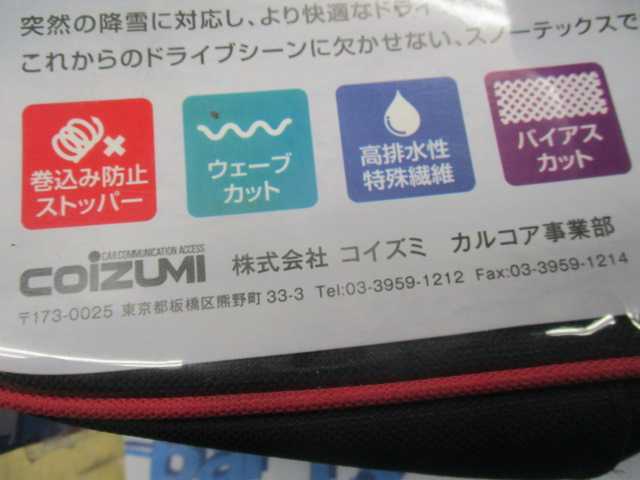 突然の降雪に対応し、より快適なドライ
これからのドライブシーンに欠かせない、スノーテックスで
巻込み防止
ストッパー
ウェーブ
カット
高排水性
特殊繊維
バイアス
カット
CAR COMMUNICATION ACCESS
COiZUMi
株式会社 コイズミ カルコア事業部
〒173-0025 東京都板橋区熊野町33-3 Tel:03-3959-1212 Fax:03-3959-1214